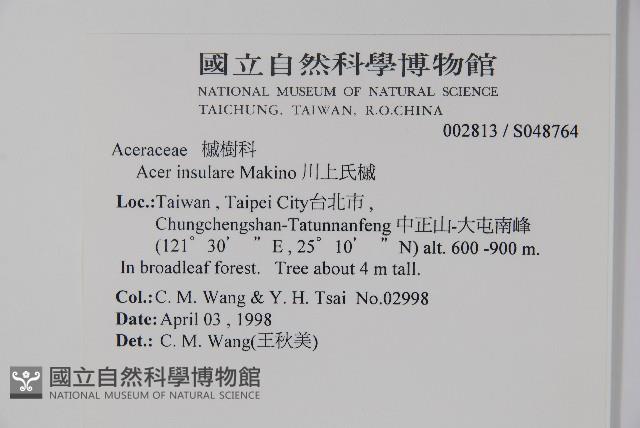 國立自然科學博物館
NATIONAL MUSEUM OF NATURAL SCIENCE
TAICHUNG, TAIWAN, R.O.CHINA
002813 / S048764
Aceraceae 槭樹科
Acer insulare Makino 川上氏槭
Loc.:Taiwan , Taipei City台北市 ,
Chungchengshan-Tatunnanfeng 中正山-大屯南峰
(121° 30' " E , 25° 10' " N) alt. 600 -900 m.
In broadleaf forest. Tree about 4 m tall.
Col.:C. M. Wang & Y. H. Tsai No.02998
Date: April 03 , 1998
Det.: C. M. Wang(王秋美)
國立自然科學博物館
NATIONAL MUSEUM OF NATURAL SCIENCE